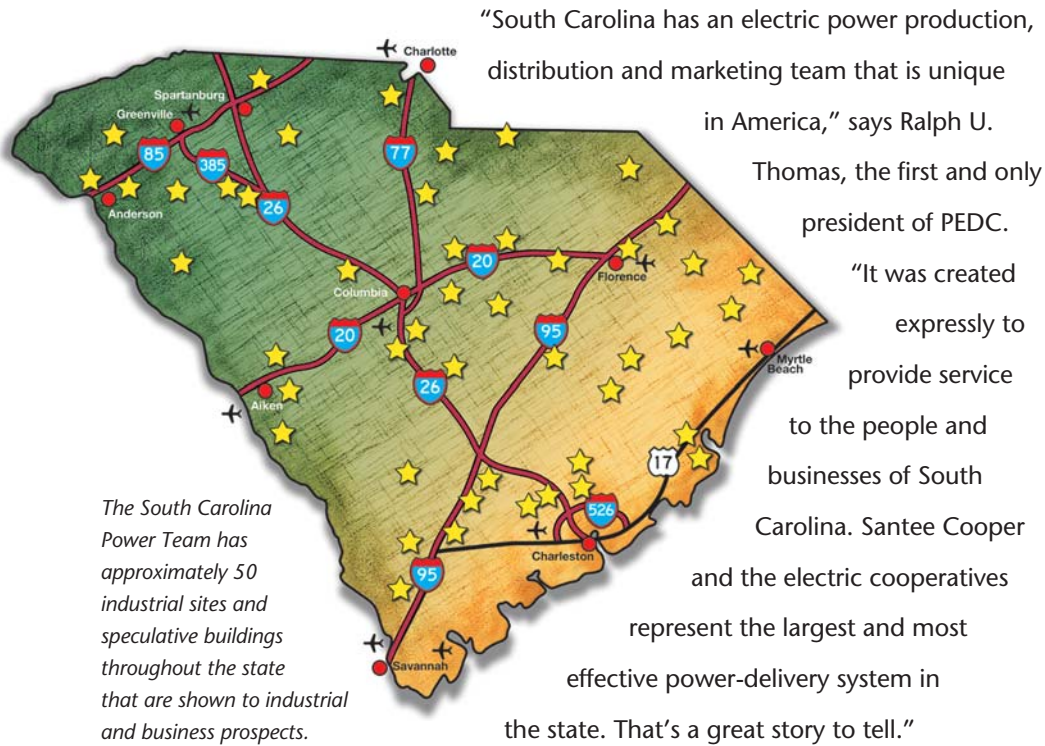 “South Carolina has an electric power production,
distribution and marketing team that is unique
in America,” says Ralph U.
Thomas, the first and only
president of PEDC.
“It was created
expressly to
provide service
to the people and
businesses of South
Carolina. Santee Cooper
and the electric cooperatives
represent the largest and most
effective power-delivery system in
the state. That’s a great story to tell.”
Charlotte
Spartanburg
Greenville
85
385
77
Anderson
26
20
Florence
Columbia
20
95
Myrtle
Beach
26
Aiken
17
526
Charleston
95
Savannah
The South Carolina
Power Team has
approximately 50
industrial sites and
speculative buildings
throughout the state
that are shown to industrial
and business prospects.